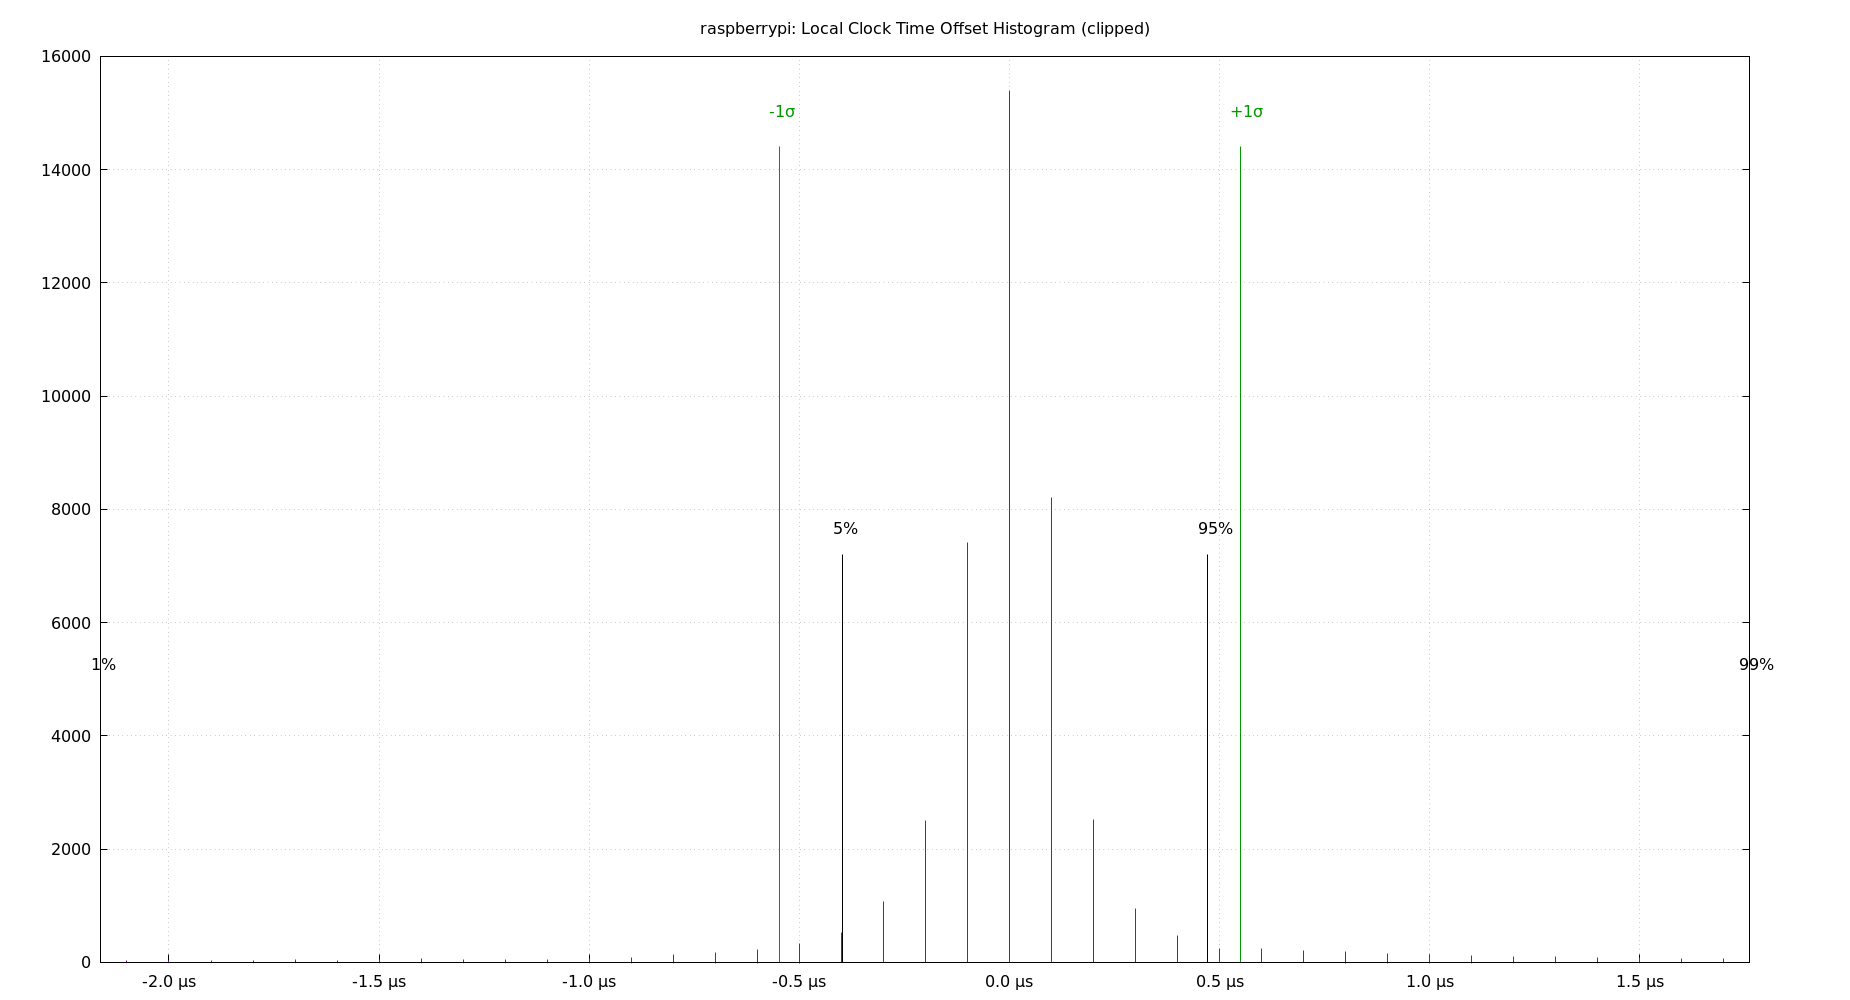 raspberrypi: Local Clock Time Offset Histogram (clipped)
16000
-1σ
+1σ
14000
12000
10000
8000
5%
95%
6000
1%
99%
4000
2000
0
-2.0 μs
-1.5 μs
-1.0 μs
-0.5 μs
0.0 μs
0.5 μs
1.0 μs
1.5 μs